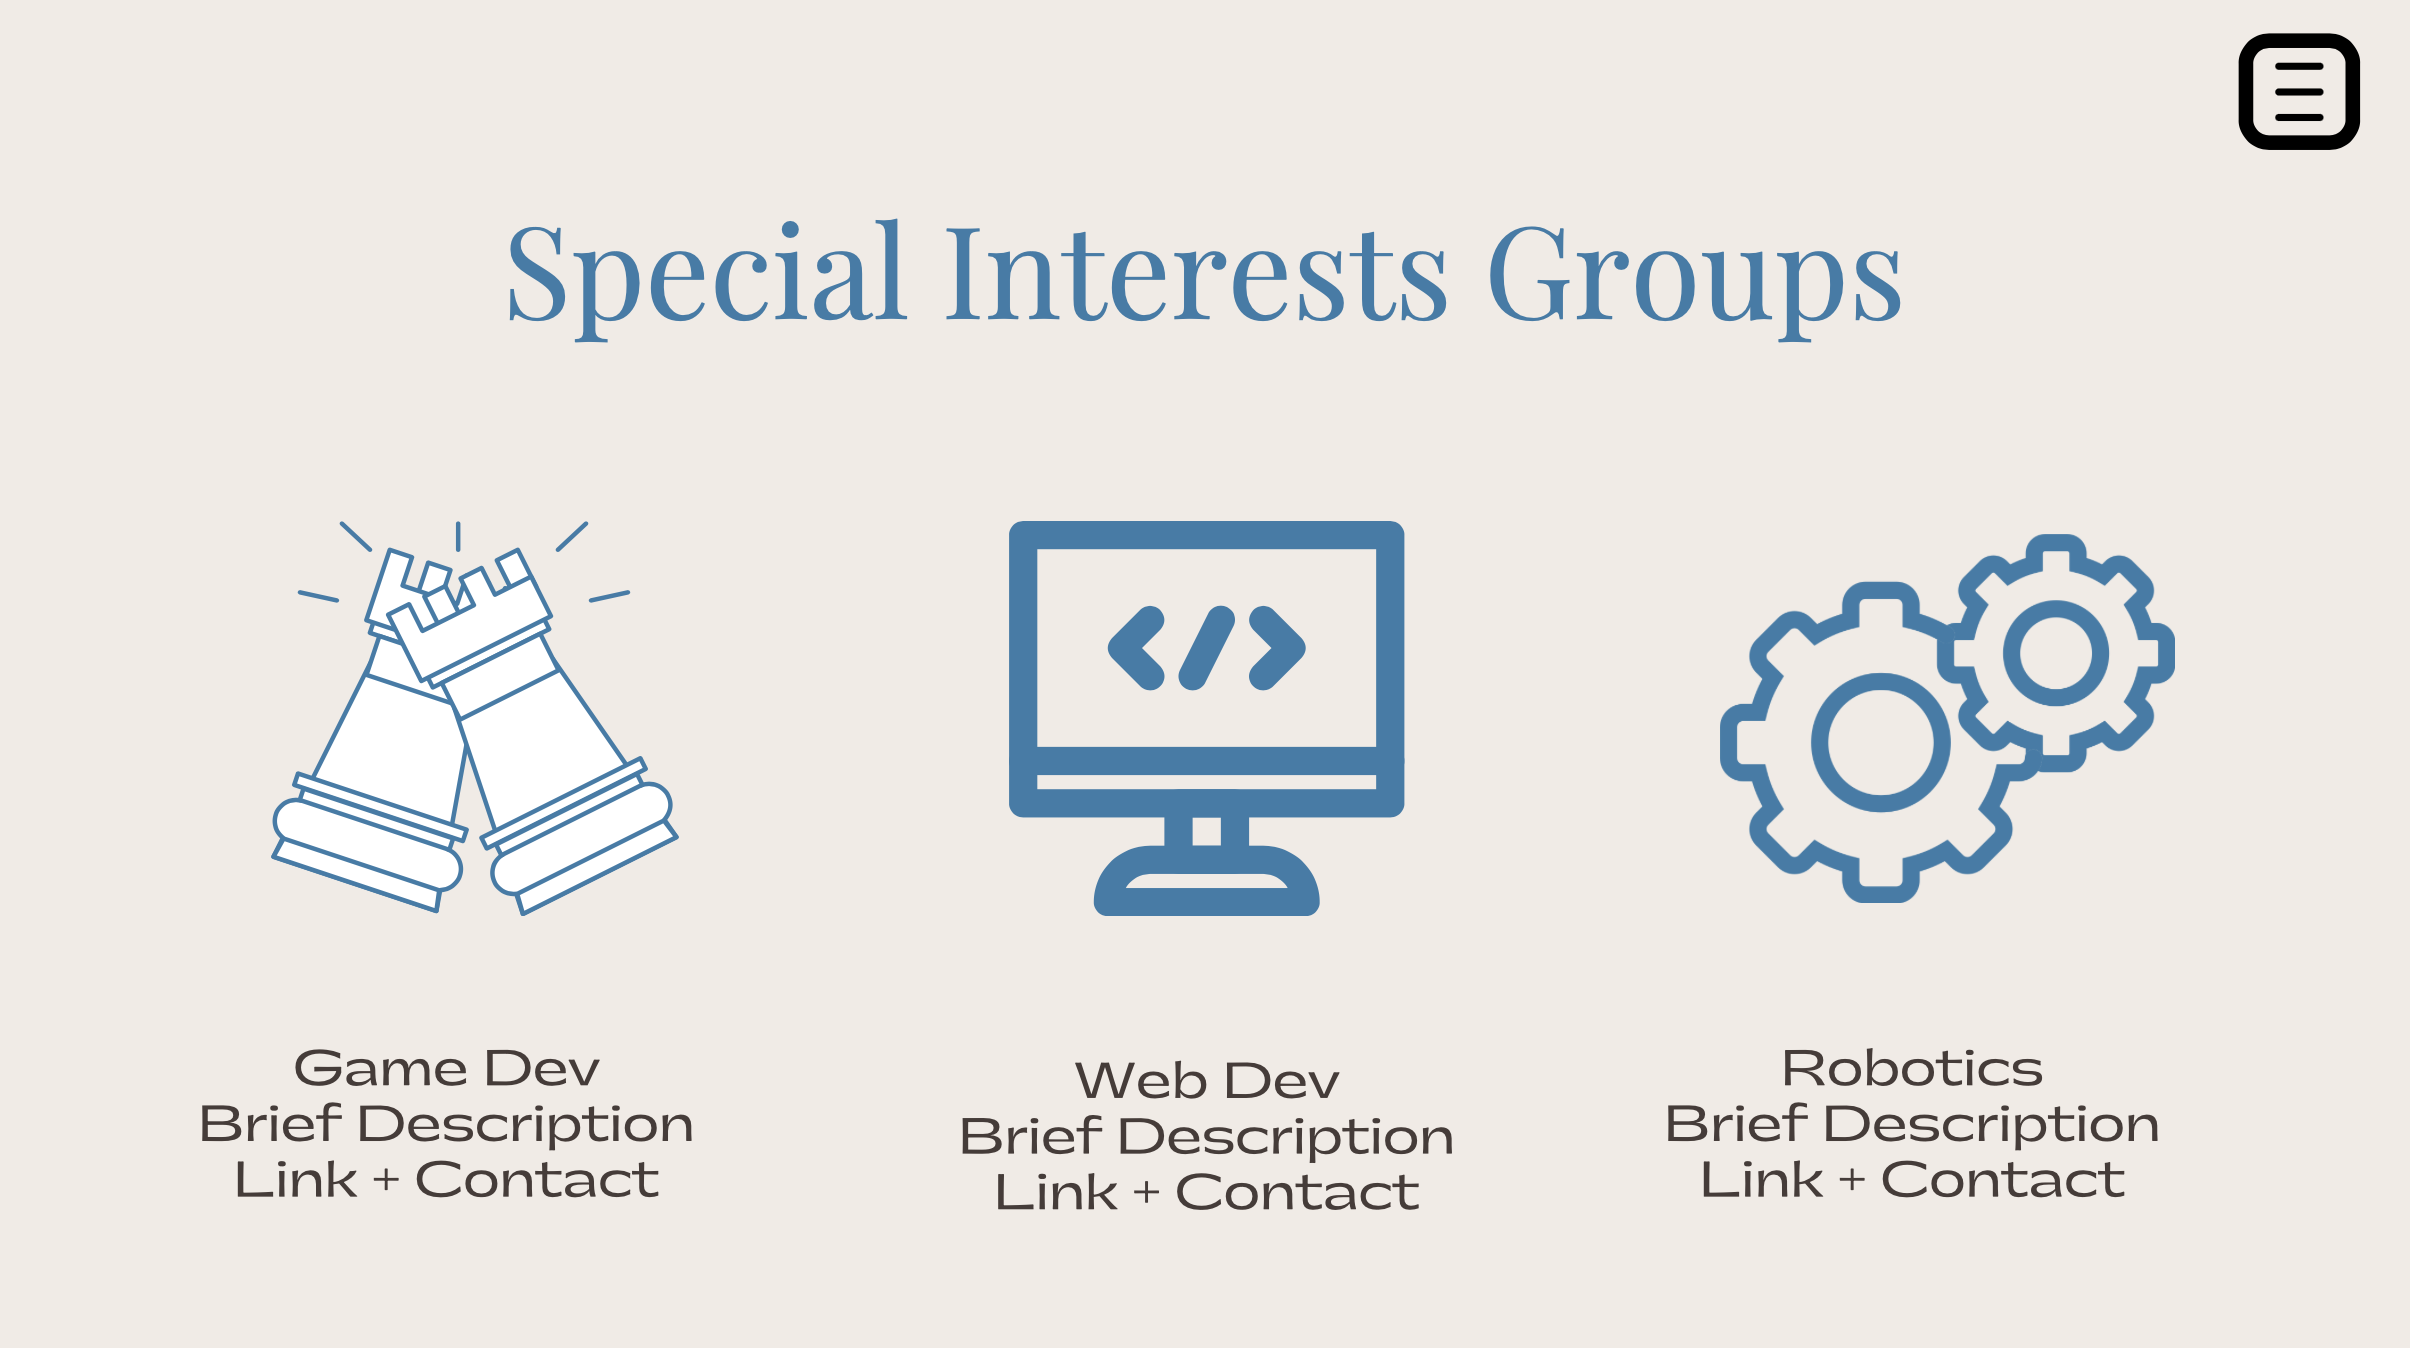 Special Interests Groups
</>
Game Dev
Brief Description
Link + Contact
Web Dev
Brief Description
Link + Contact
Robotics
Brief Description
Link + Contact